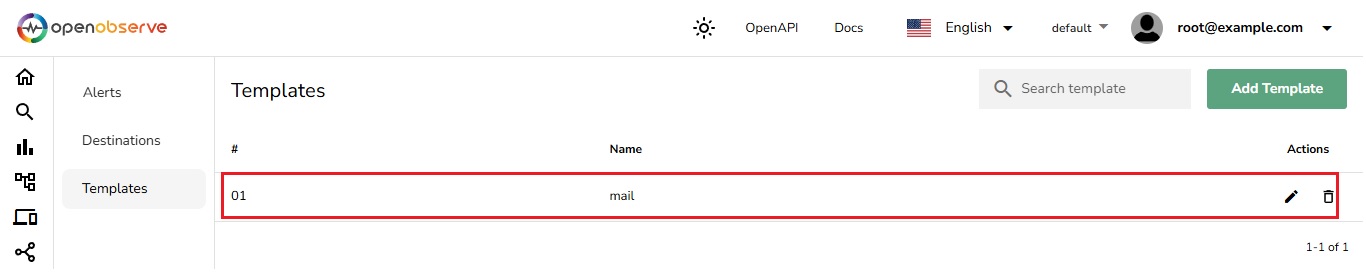 openobserve OpenAPI Docs English default root@example.com
Alerts
Destinations
Templates
Templates Search template Add Template
# Name Actions
01 mail
1-1 of 1